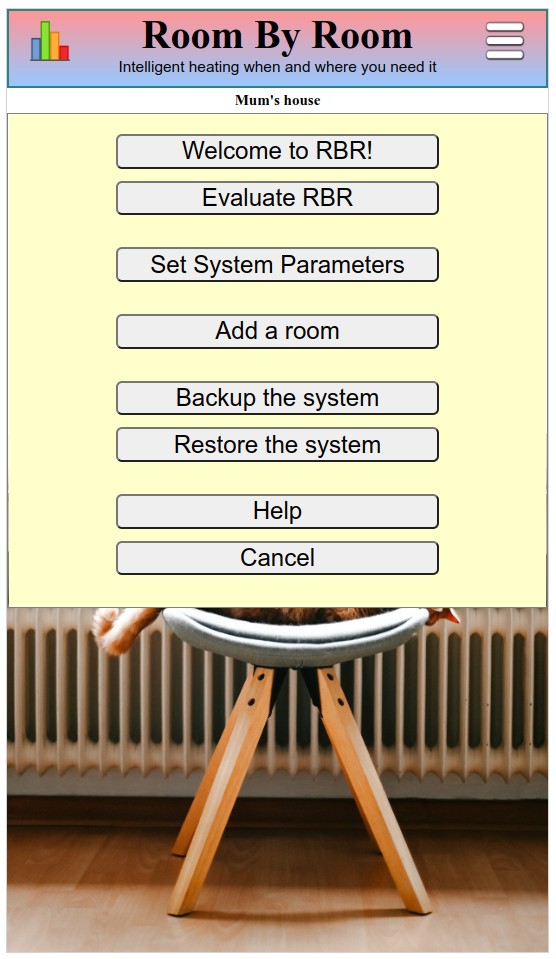 Room By Room
Intelligent heating when and where you need it
Mum's house
Welcome to RBR!
Evaluate RBR
Set System Parameters
Add a room
Backup the system
Restore the system
Help
Cancel